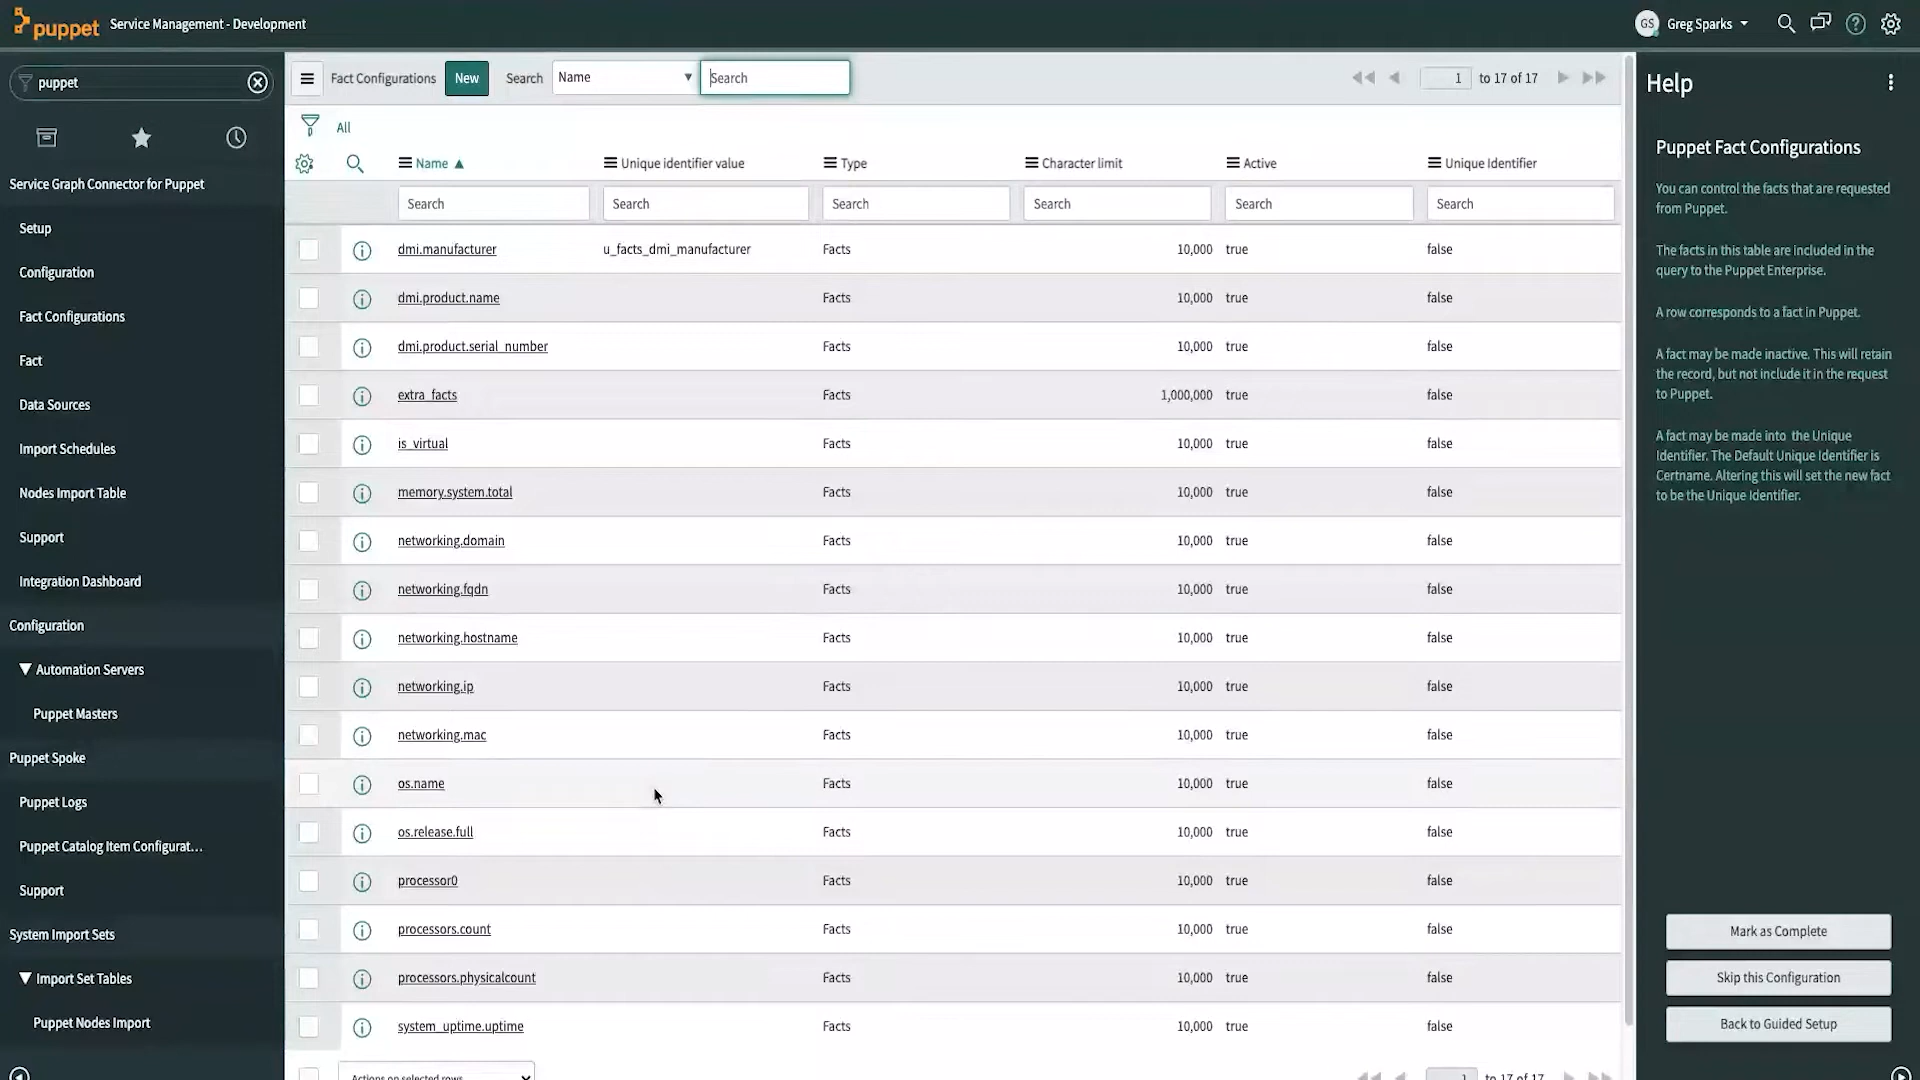 puppet Service Management - Development
GS Greg Sparks
puppet
Service Graph Connector for Puppet
Setup
Configuration
Fact Configurations
Fact
Data Sources
Import Schedules
Nodes Import Table
Support
Integration Dashboard
Configuration
Automation Servers
Puppet Masters
Puppet Spoke
Puppet Logs
Puppet Catalog Item Configurat...
Support
System Import Sets
Import Set Tables
Puppet Nodes Import
Fact Configurations New Search Name Search 1 to 17 of 17
All
Name Unique identifier value Type Character limit Active Unique Identifier
Search Search Search Search Search Search
dmi.manufacturer u_facts_dmi_manufacturer Facts 10,000 true false
dmi.product.name Facts 10,000 true false
dmi.product.serial_number Facts 10,000 true false
extra_facts Facts 1,000,000 true false
is_virtual Facts 10,000 true false
memory.system.total Facts 10,000 true false
networking.domain Facts 10,000 true false
networking.fqdn Facts 10,000 true false
networking.hostname Facts 10,000 true false
networking.ip Facts 10,000 true false
networking.mac Facts 10,000 true false
os.name Facts 10,000 true false
os.release.full Facts 10,000 true false
processor0 Facts 10,000 true false
processors.count Facts 10,000 true false
processors.physicalcount Facts 10,000 true false
system_uptime.uptime Facts 10,000 true false
Actions on selected rows... 1 to 17 of 17
Help
Puppet Fact Configurations
You can control the facts that are requested
from Puppet.
The facts in this table are included in the
query to the Puppet Enterprise.
A row corresponds to a fact in Puppet.
A fact may be made inactive. This will retain
the record, but not include it in the request
to Puppet.
A fact may be made into the Unique
Identifier. The Default Unique Identifier is
Certname. Altering this will set the new fact
to be the Unique Identifier.
Mark as Complete
Skip this Configuration
Back to Guided Setup